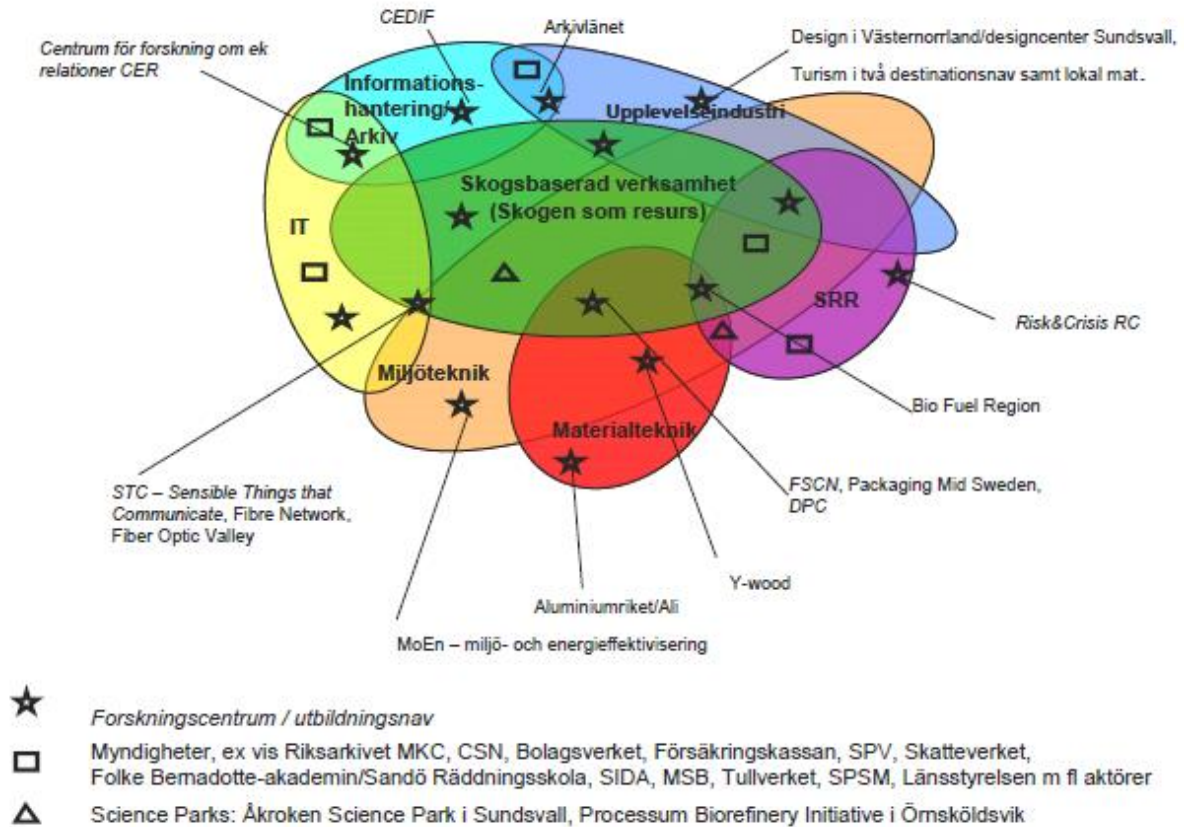 CEDIF
Arkivlänet
Centrum för forskning om ek
relationer CER
Design i Västernorrland/designcenter Sundsvall,
Turism i två destinationsnav samt lokal mat.
Informations-
hantering/
Arkiv
Upplevelseindustri
Skogsbaserad verksamhet
(Skogen som resurs)
IT
SRR
Risk&Crisis RC
Miljöteknik
Bio Fuel Region
Materialteknik
STC – Sensible Things that
Communicate, Fibre Network,
Fiber Optic Valley
FSCN, Packaging Mid Sweden,
DPC
Y-wood
Aluminiumriket/Ali
MoEn – miljö- och energieffektivisering
Forskningscentrum / utbildningsnav
Myndigheter, ex vis Riksarkivet MKC, CSN, Bolagsverket, Försäkringskassan, SPV, Skatteverket,
Folke Bernadotte-akademin/Sandö Räddningsskola, SIDA, MSB, Tullverket, SPSM, Länsstyrelsen m fl aktörer
Science Parks: Åkroken Science Park i Sundsvall, Processum Biorefinery Initiative i Örnsköldsvik